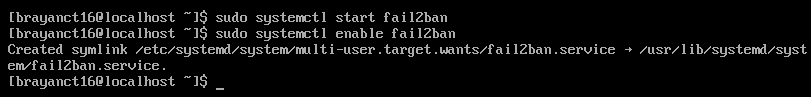 [brayanct16@localhost ~]$ sudo systemctl start fail2ban
[brayanct16@localhost ~]$ sudo systemctl enable fail2ban
Created symlink /etc/systemd/system/multi-user.target.wants/fail2ban.service → /usr/lib/systemd/syst
em/fail2ban.service.
[brayanct16@localhost ~]$ _